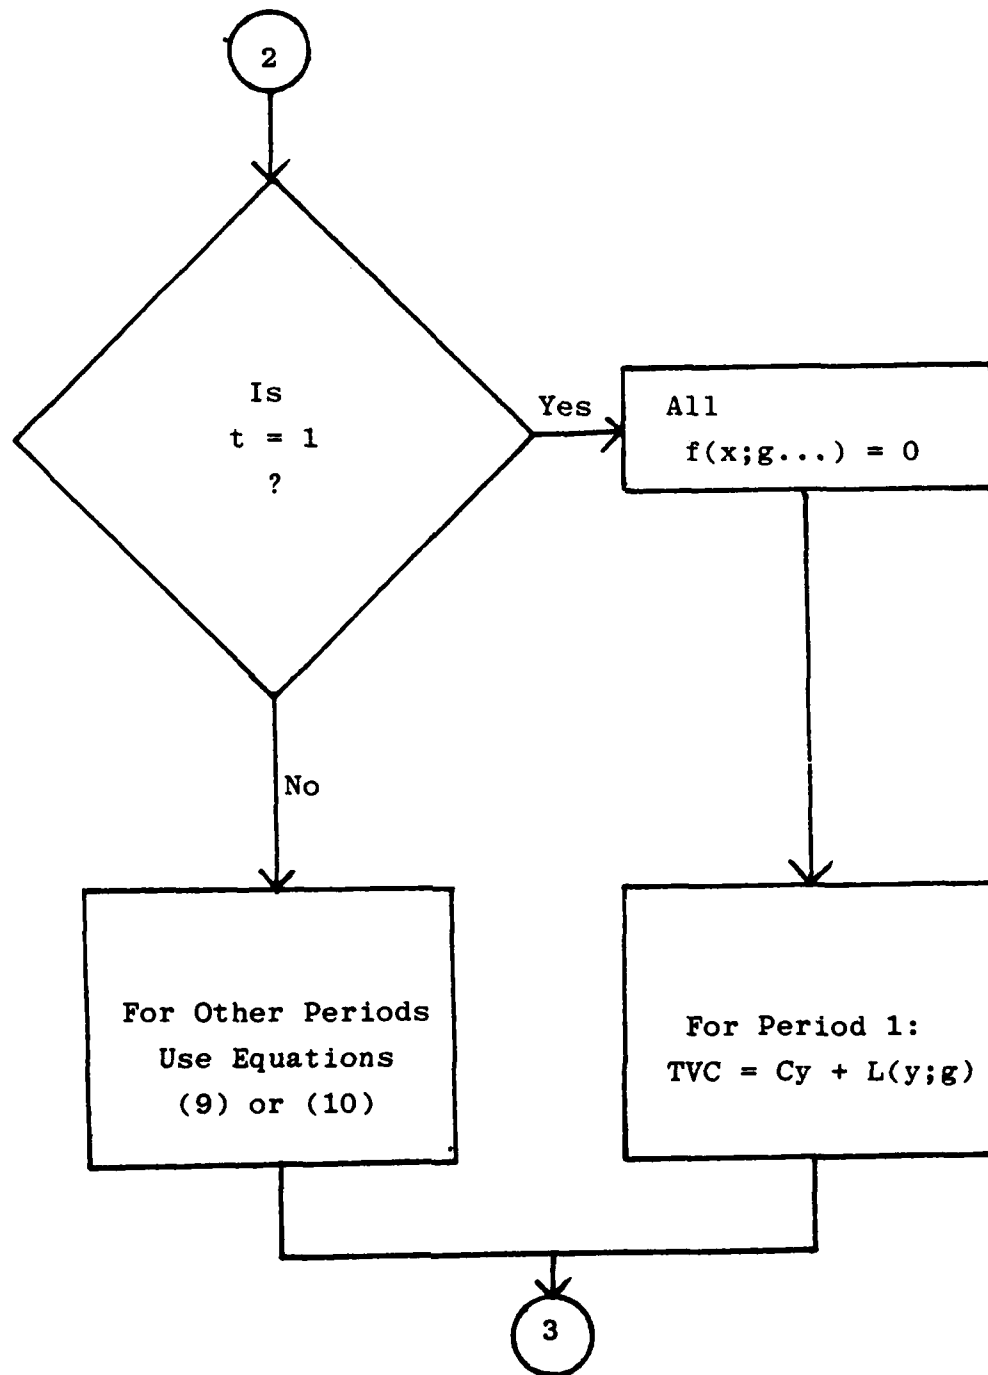 2
Is
t = 1
?
Yes
All
f(x;g...) = 0
No
For Other Periods
Use Equations
(9) or (10)
For Period 1:
TVC = Cy + L(y;g)
3